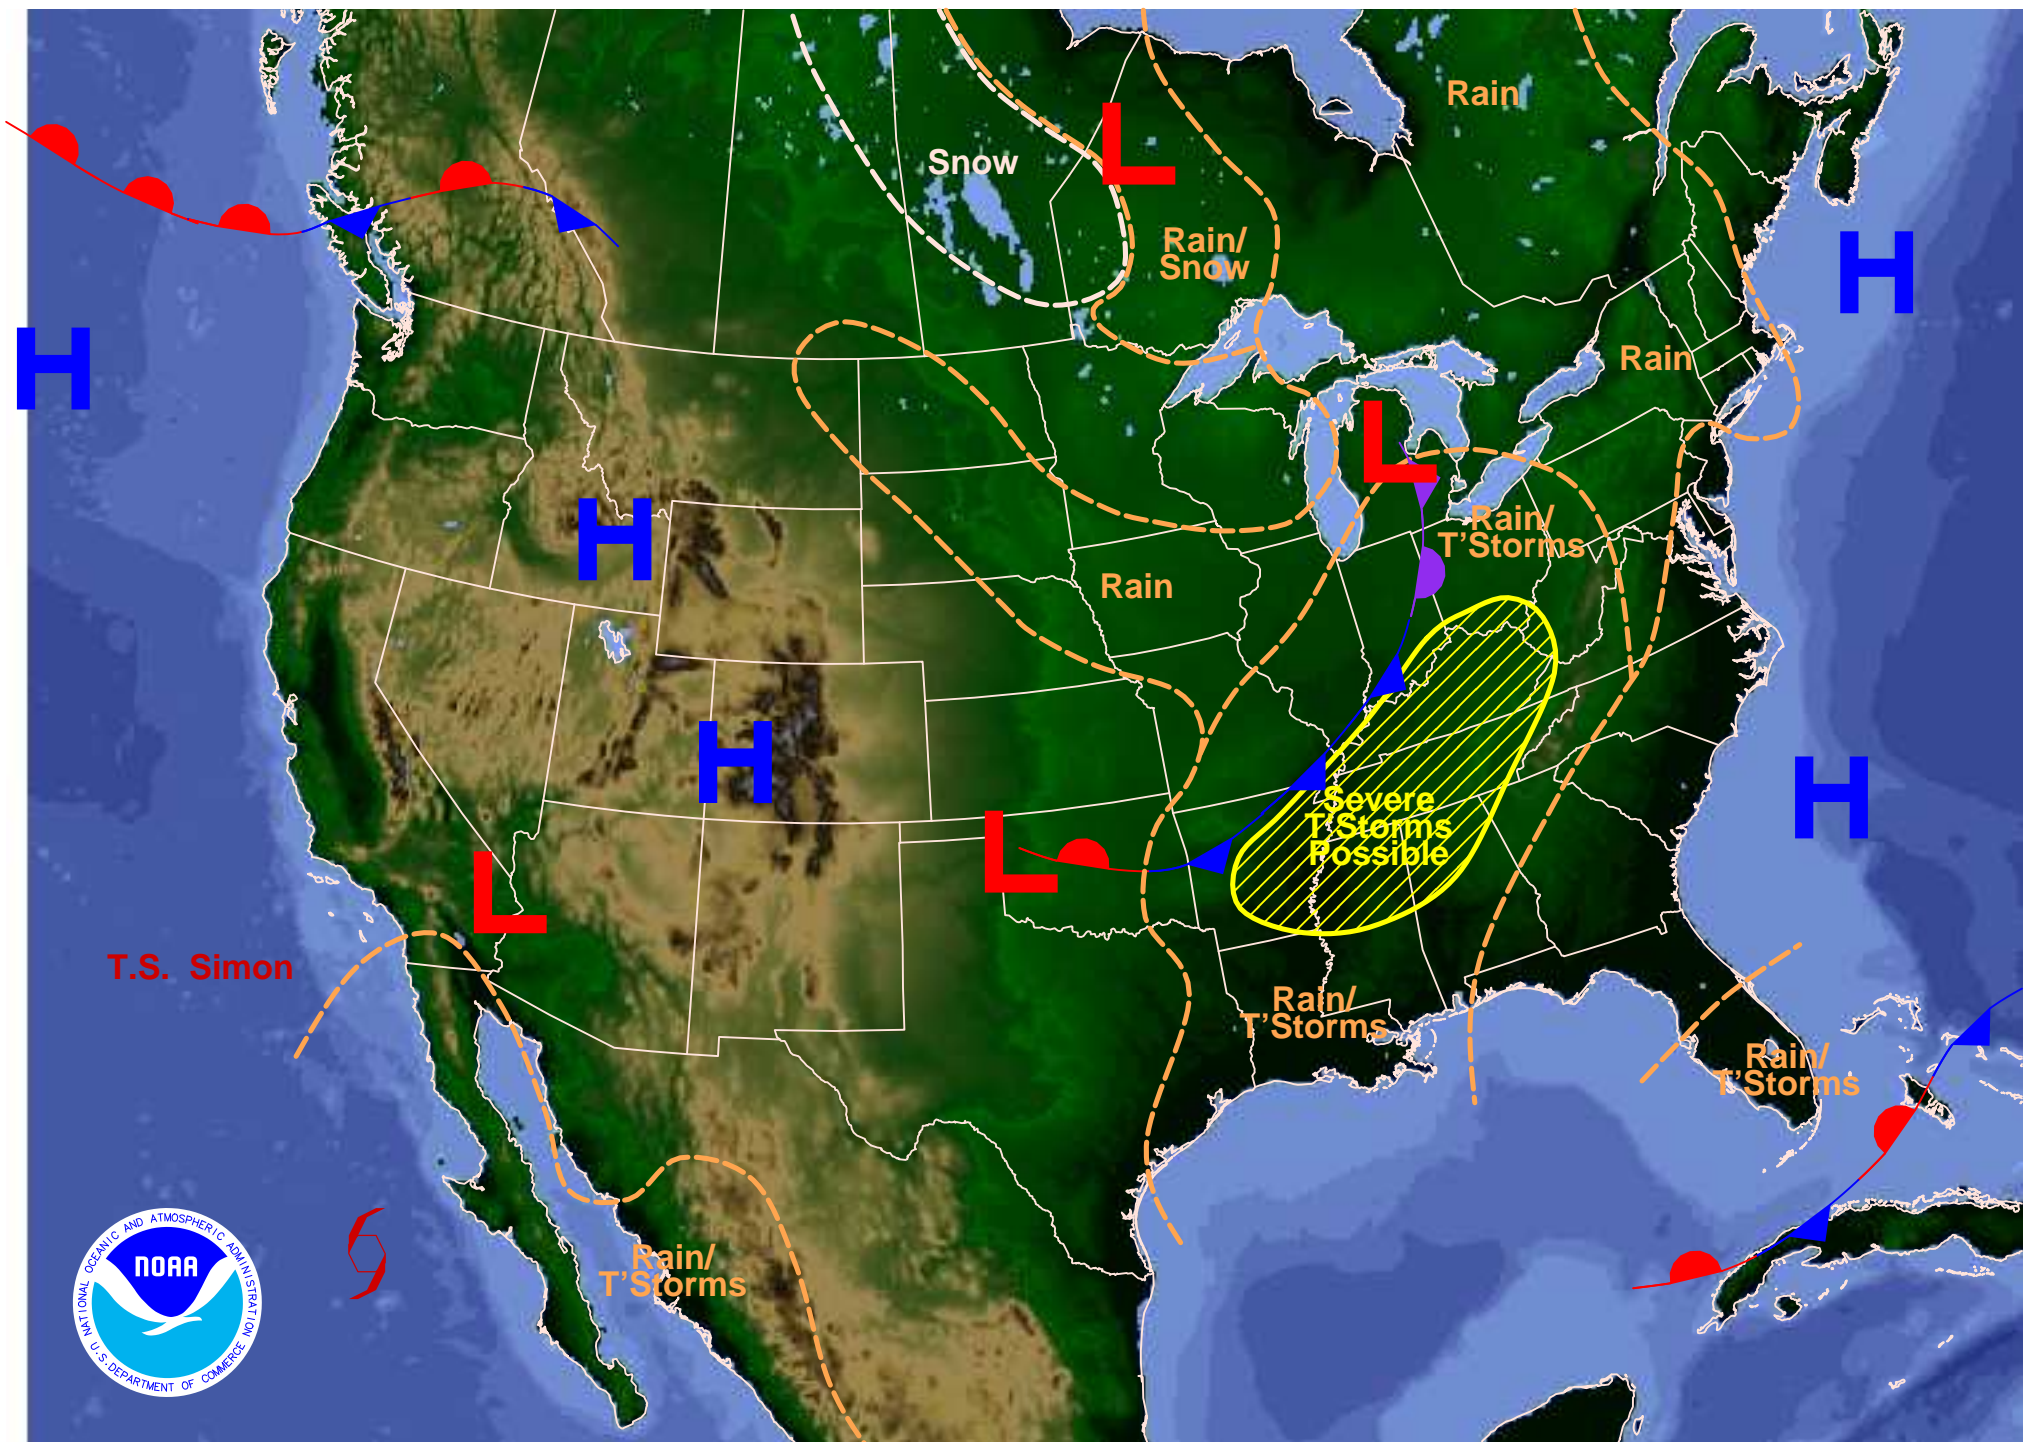 Rain
Snow
L
Rain/
Snow
H
H
Rain
L
Rain/
T'Storms
H
Rain
H
H
Severe
T'Storms
Possible
L
L
T.S. Simon
Rain/
T'Storms
Rain/
T'Storms
Rain/
T'Storms
NATIONAL OCEANIC AND ATMOSPHERIC ADMINISTRATION
NOAA
U.S. DEPARTMENT OF COMMERCE